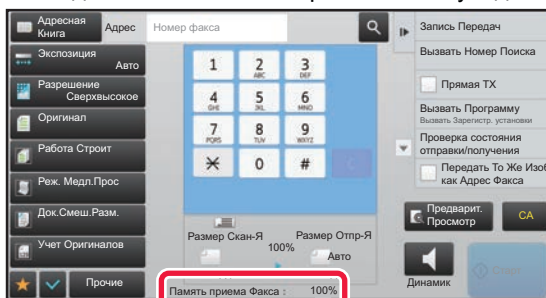 Адресная
Книга
Адрес
Номер факса
Экспозиция
Авто
Разрешение
Сверхвысокое
Оригинал
Работа Строит
Реж. Медл.Прос
Док.Смеш.Разм.
Учет Оригиналов
Прочие
1
2
ABC
3
DEF
4
GHI
5
JKL
6
MNO
7
PQRS
8
TUV
9
WXYZ
0
#
C
Размер Скан-Я
100%
Размер Отпр-Я
Авто
Память приема Факса :
100%
Запись Передач
Вызвать Номер Поиска
Прямая TX
Вызвать Программу
Вызвать Зарегистр. установки
Проверка состояния
отправки/получения
Передать То Же Изоб
как Адрес Факса
Предварит.
Просмотр
CA
Динамик